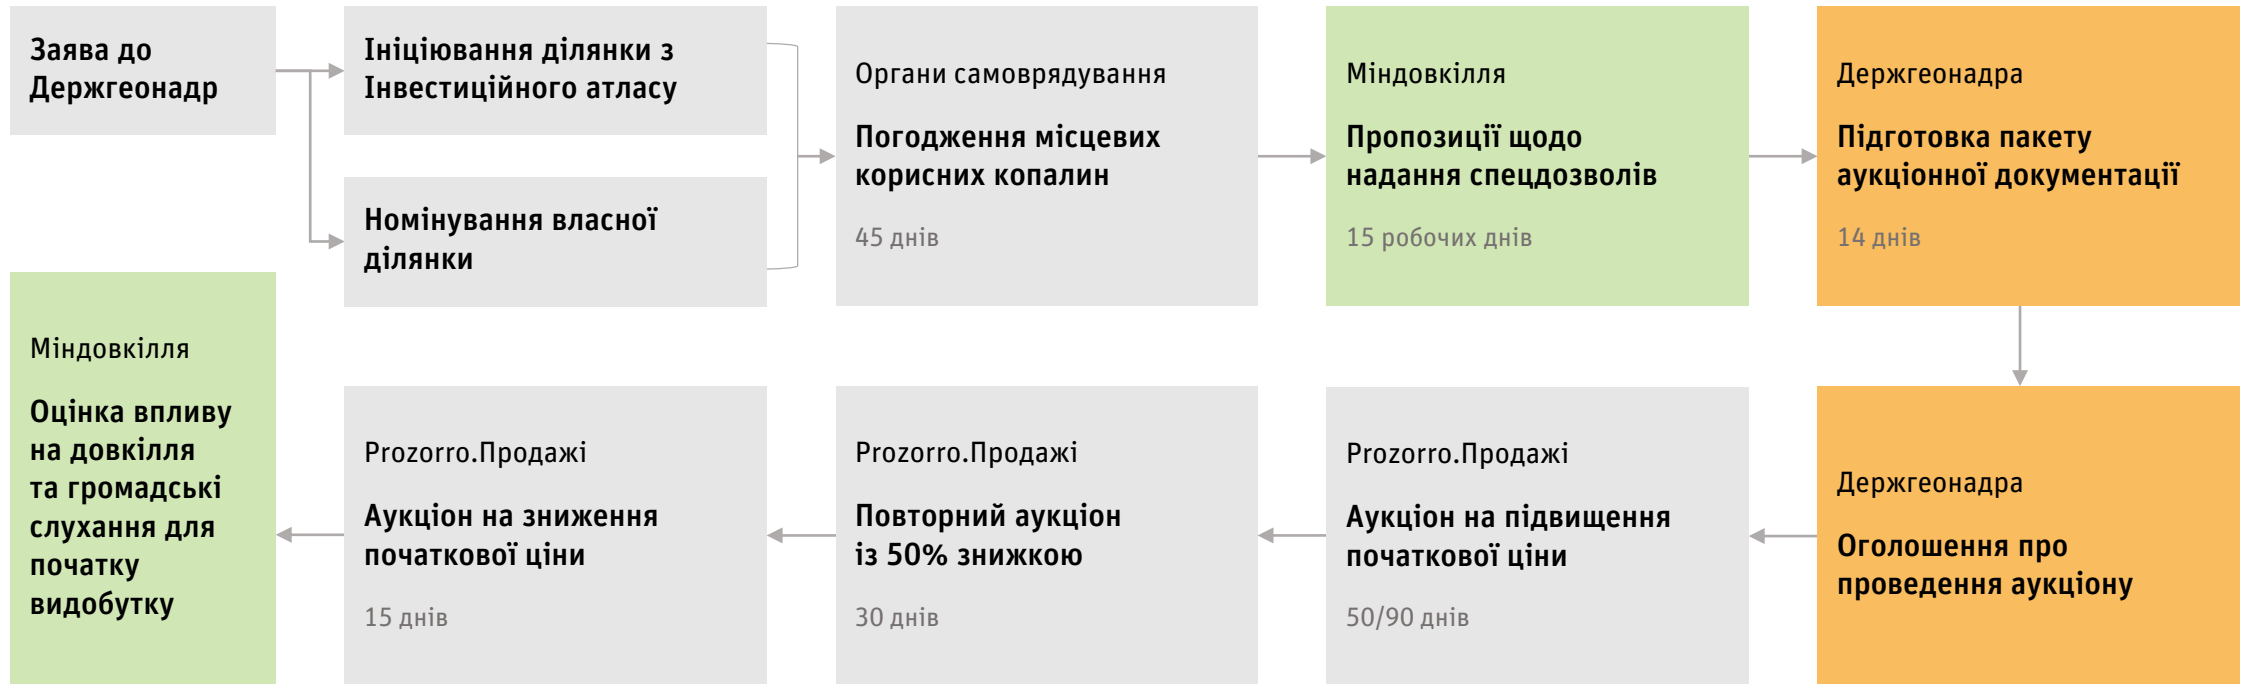 Заява до
Держгеонадр
Ініціювання ділянки з
Інвестиційного атласу
Номінування власної
ділянки
Органи самоврядування
Погодження місцевих
корисних копалин
45 днів
Міндовкілля
Пропозиції щодо
надання спецдозволів
15 робочих днів
Держгеонадра
Підготовка пакету
аукціонної документації
14 днів
Держгеонадра
Оголошення про
проведення аукціону
Prozorro.Продажі
Аукціон на підвищення
початкової ціни
50/90 днів
Prozorro.Продажі
Повторний аукціон
із 50% знижкою
30 днів
Prozorro.Продажі
Аукціон на зниження
початкової ціни
15 днів
Міндовкілля
Оцінка впливу
на довкілля
та громадські
слухання для
початку
видобутку